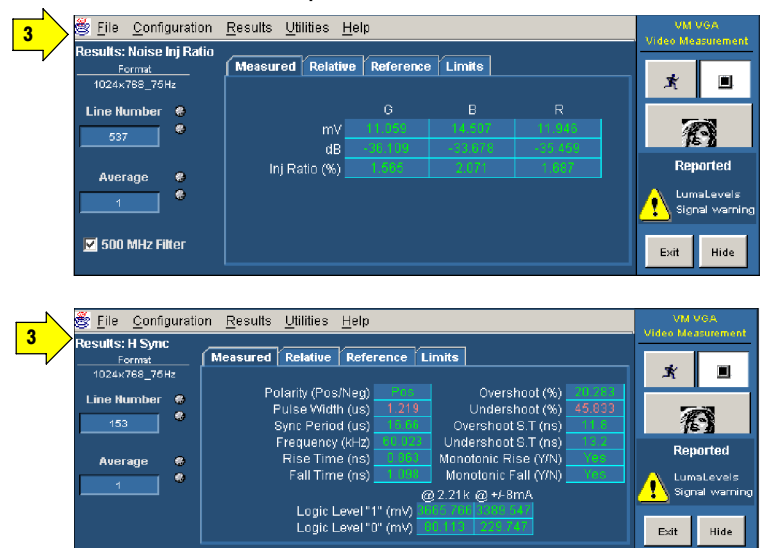 3
File Configuration Results Utilities Help
VM VGA
Video Measurement
Results: Noise Inj Ratio
Format
1024x768_75Hz
Measured Relative Reference Limits
Line Number
537
Average
1
500 MHz Filter
G B R
mV 11.059 14.507 11.946
dB -36.109 -33.678 -35.459
Inj Ratio (%) 1.565 2.071 1.687
Reported
LumaLevels
Signal warning
Exit Hide
3
File Configuration Results Utilities Help
VM VGA
Video Measurement
Results: H Sync
Format
1024x768_75Hz
Measured Relative Reference Limits
Line Number
153
Average
1
Polarity (Pos/Neg) Pos Overshoot (%) 20.283
Pulse Width (us) 1.219 Undershoot (%) 45.833
Sync Period (us) 16.66 Overshoot S.T (ns) 11.8
Frequency (kHz) 60.023 Undershoot S.T (ns) 13.2
Rise Time (ns) 0.863 Monotonic Rise (Y/N) Yes
Fall Time (ns) 1.098 Monotonic Fall (Y/N) Yes
@ 2.21k @ +/-8mA
Logic Level "1" (mV) 3665.766 3389.547
Logic Level "0" (mV) 80.113 229.747
Reported
LumaLevels
Signal warning
Exit Hide